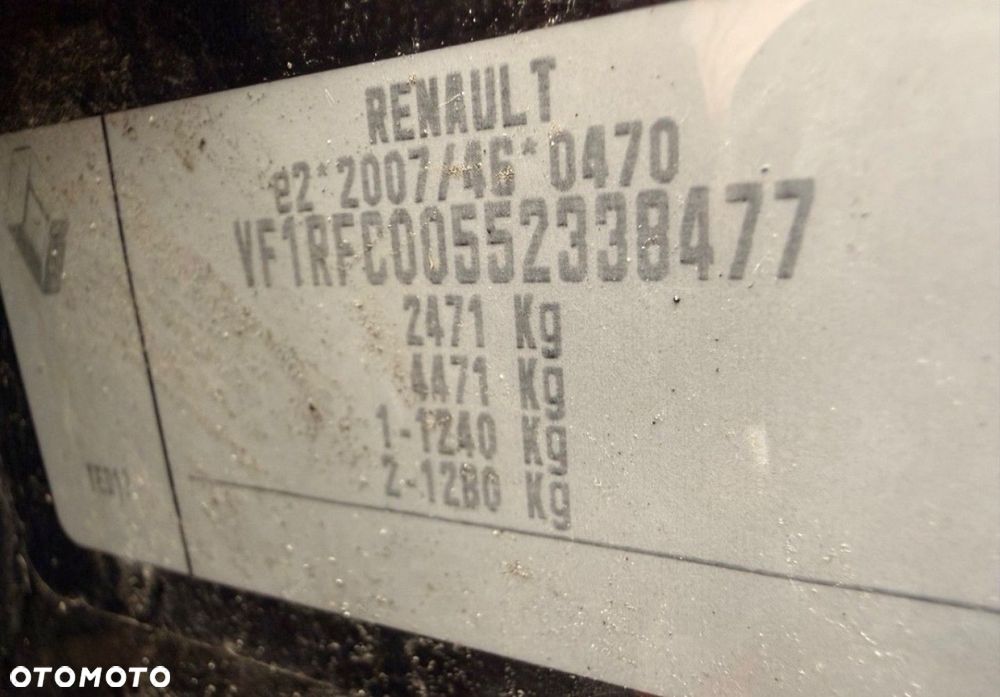 RENAULT
e2*2007/46*0470
VF1RFC00552338477
2471 Kg
4471 Kg
1-1240 Kg
2-1280 Kg
OTOMOTO